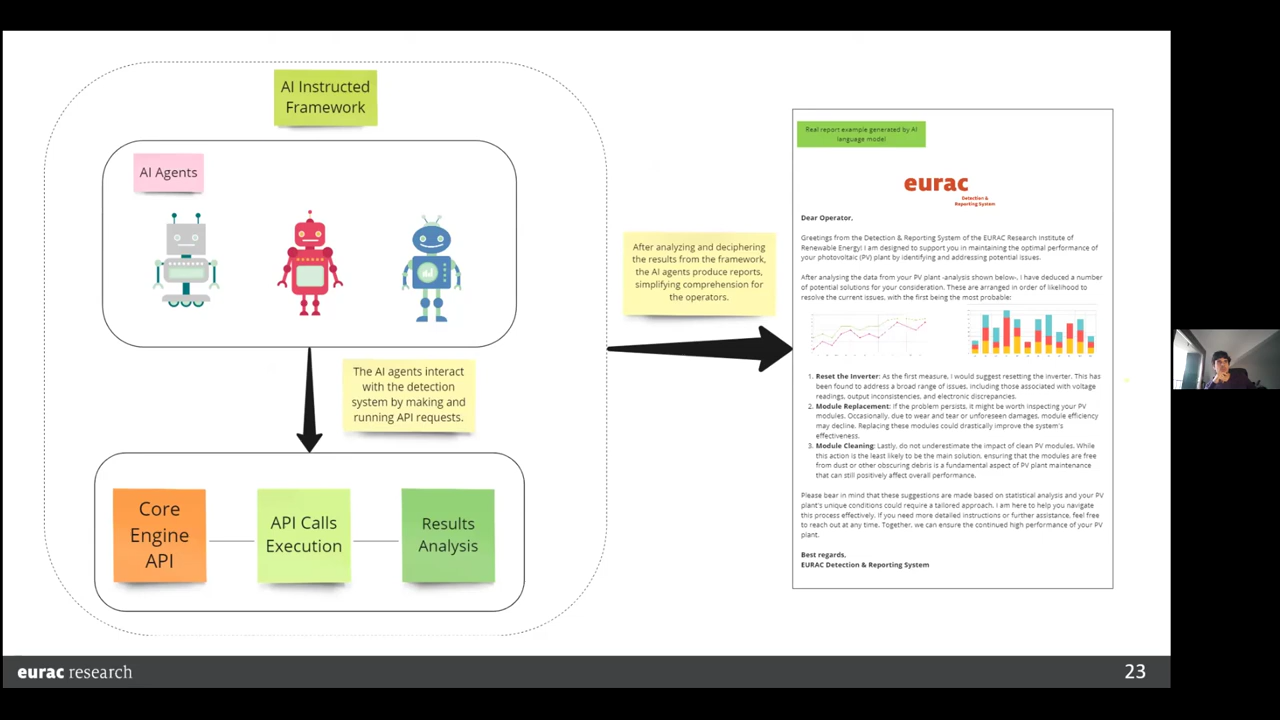 AI Instructed
Framework
AI Agents
The AI agents interact
with the detection
system by making and
running API requests.
Core
Engine
API
API Calls
Execution
Results
Analysis
After analyzing and deciphering
the results from the framework,
the AI agents produce reports,
simplifying comprehension for
the operators.
Real report example generated by AI
language model
eurac
Detection &
Reporting System
Dear Operator,
Greetings from the Detection & Reporting System of the EURAC Research Institute of
Renewable Energy! I am designed to support you in maintaining the optimal performance of
your photovoltaic (PV) plant by identifying and addressing potential issues.
After analysing the data from your PV plant -analysis shown below-, I have deduced a number
of potential solutions for your consideration. These are arranged in order of likelihood to
resolve the current issues, with the first being the most probable:
1. Reset the Inverter: As the first measure, I would suggest resetting the inverter. This has
been found to address a broad range of issues, including those associated with voltage
readings, output inconsistencies, and electronic discrepancies.
2. Module Replacement: If the problem persists, it might be worth inspecting your PV
modules. Occasionally, due to wear and tear or unforeseen damages, module efficiency
may decline. Replacing these modules could drastically improve the system's
effectiveness.
3. Module Cleaning: Lastly, do not underestimate the impact of clean PV modules. While
this action is the least likely to be the main solution, ensuring that the modules are free
from dust or other obscuring debris is a fundamental aspect of PV plant maintenance
that can still positively affect overall performance.
Please bear in mind that these suggestions are made based on statistical analysis and your PV
plant's unique conditions could require a tailored approach. I am here to help you navigate
this process effectively. If you need more detailed instructions or further assistance, feel free
to reach out at any time. Together, we can ensure the continued high performance of your PV
plant.
Best regards,
EURAC Detection & Reporting System
eurac research
23